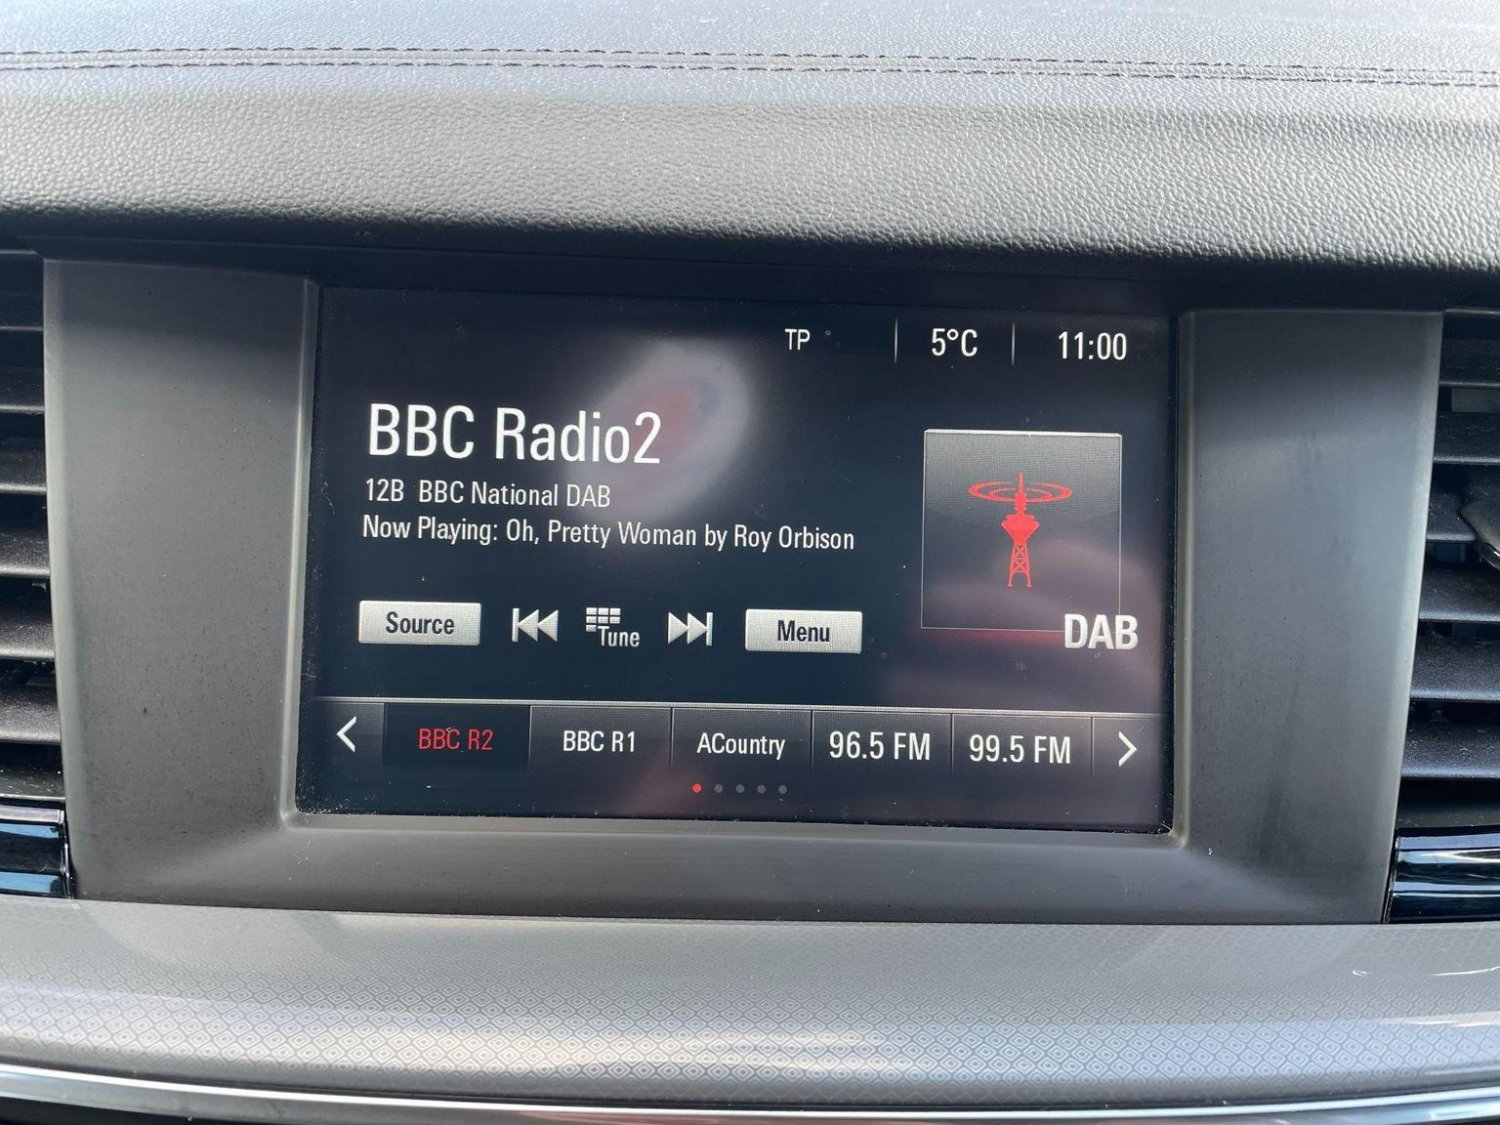 TP 5°C 11:00
BBC Radio2
12B BBC National DAB
Now Playing: Oh, Pretty Woman by Roy Orbison
Source Tune Menu
DAB
BBC R2 BBC R1 ACountry 96.5 FM 99.5 FM